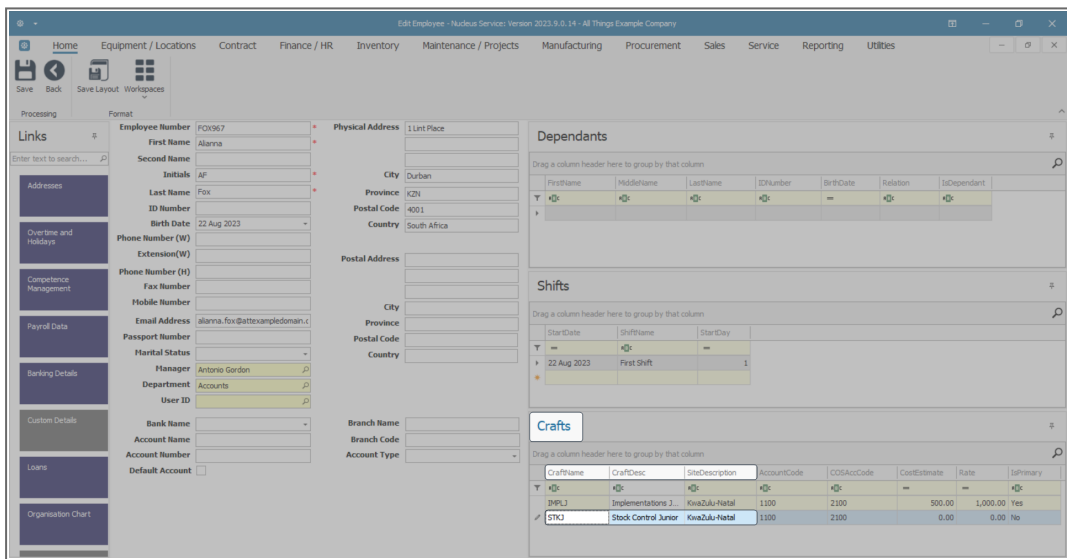 Edit Employee - Nucleus Service: Version 2023.9.0.14 - All Things Example Company
Home Equipment / Locations Contract Finance / HR Inventory Maintenance / Projects Manufacturing Procurement Sales Service Reporting Utilities
Save Back Save Layout Workspaces
Processing Format
Links
Enter text to search...
Addresses
Overtime and Holidays
Competence Management
Payroll Data
Banking Details
Custom Details
Loans
Organisation Chart
Employee Number FOX967 *
First Name Alianna *
Second Name
Initials AF *
Last Name Fox *
ID Number
Birth Date 22 Aug 2023
Phone Number (W)
Extension(W)
Phone Number (H)
Fax Number
Mobile Number
Email Address alianna.fox@attexampledomain.c
Passport Number
Marital Status
Manager Antonio Gordon
Department Accounts
User ID
Bank Name
Account Name
Account Number
Default Account
Physical Address 1 Lint Place
City Durban
Province KZN
Postal Code 4001
Country South Africa
Postal Address
City
Province
Postal Code
Country
Branch Name
Branch Code
Account Type
Dependants
Drag a column header here to group by that column
FirstName MiddleName LastName IDNumber BirthDate Relation IsDependant
Shifts
Drag a column header here to group by that column
StartDate ShiftName StartDay
22 Aug 2023 First Shift 1
Crafts
Drag a column header here to group by that column
CraftName CraftDesc SiteDescription AccountCode COSAccCode CostEstimate Rate IsPrimary
IMPLJ Implementations J... KwaZulu-Natal 1100 2100 500.00 1,000.00 Yes
STKJ Stock Control Junior KwaZulu-Natal 1100 2100 0.00 0.00 No